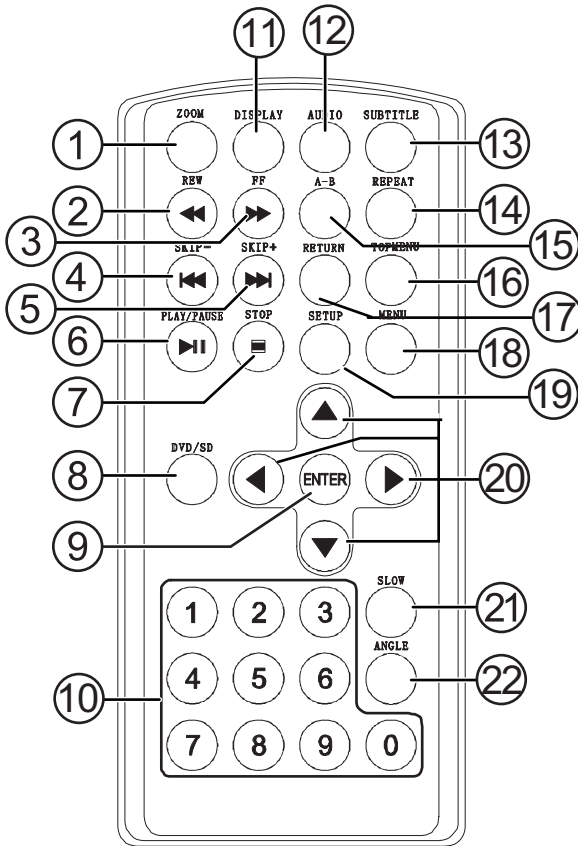 11 12
ZOOM DISPLAY AUDIO SUBTITLE
1 13
REW FF A-B REPEAT
2 14
3 15
SKIP- SKIP+ RETURN TOPMENU
4 16
5 17
PLAY/PAUSE STOP SETUP MENU
6 18
7 19
DVD/SD
8 ENTER 20
9
SLOW
1 2 3 21
ANGLE
10 4 5 6 22
7 8 9 0